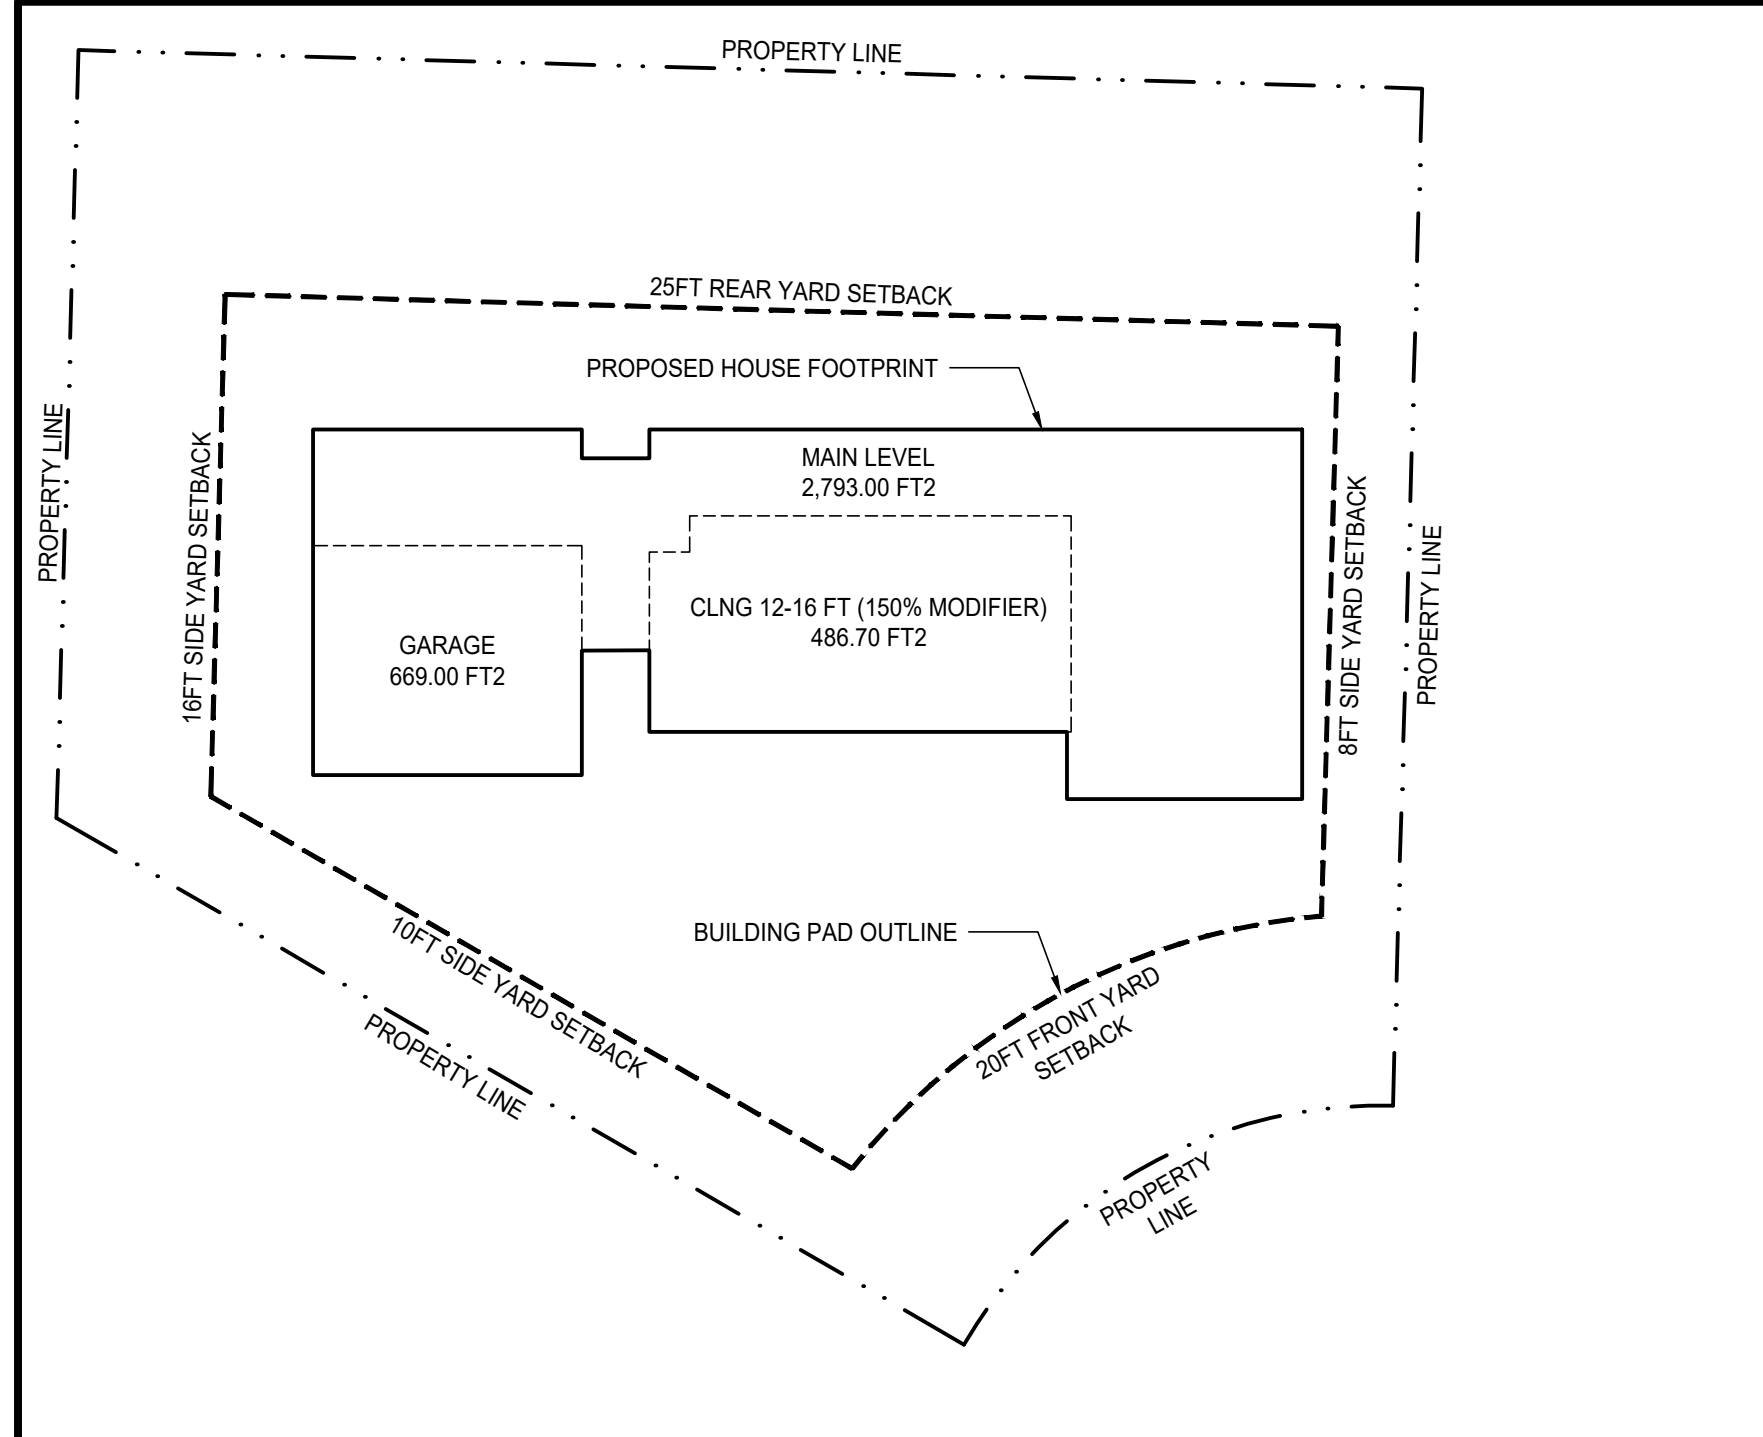 PROPERTY LINE
25FT REAR YARD SETBACK
PROPOSED HOUSE FOOTPRINT
MAIN LEVEL
2,793.00 FT2
PROPERTY LINE
16FT SIDE YARD SETBACK
CLNG 12-16 FT (150% MODIFIER)
486.70 FT2
GARAGE
669.00 FT2
8FT SIDE YARD SETBACK
PROPERTY LINE
BUILDING PAD OUTLINE
10FT SIDE YARD SETBACK
PROPERTY LINE
20FT FRONT YARD
SETBACK
PROPERTY
LINE